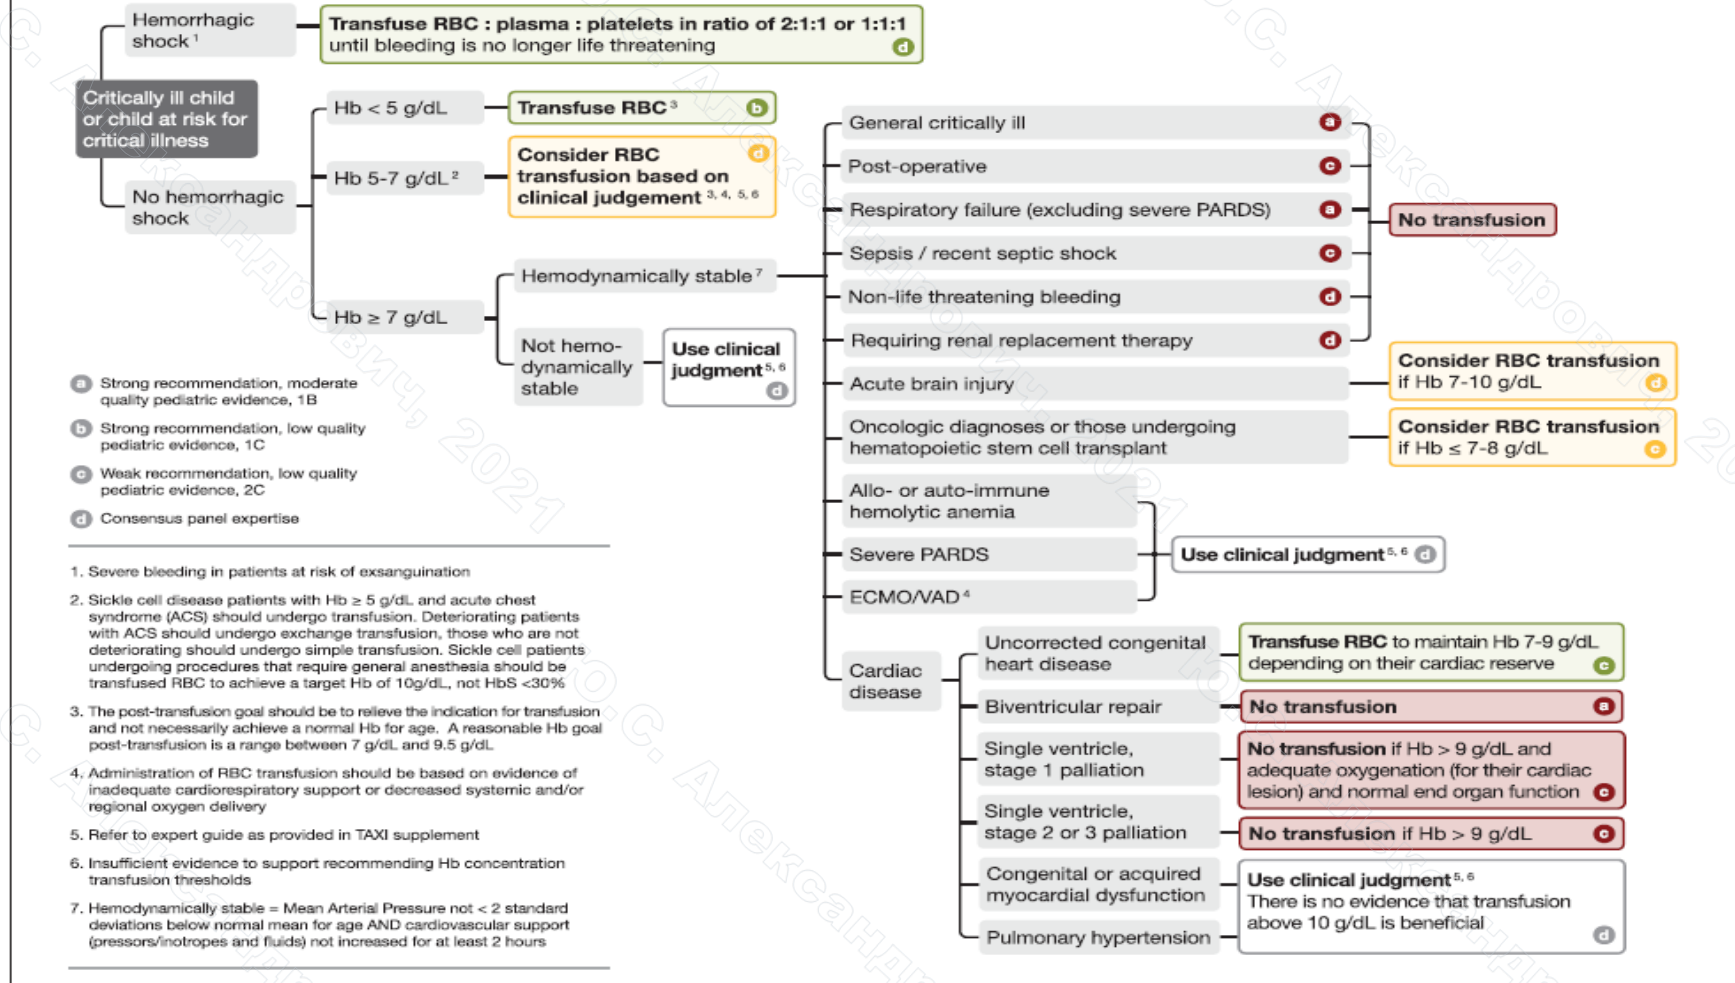 Hemorrhagic
shock 1
Transfuse RBC : plasma : platelets in ratio of 2:1:1 or 1:1:1
until bleeding is no longer life threatening
d
Critically ill child
or child at risk for
critical illness
No hemorrhagic
shock
Hb < 5 g/dL
Transfuse RBC 3
b
Hb 5-7 g/dL 2
Consider RBC
transfusion based on
clinical judgement 3, 4, 5, 6
d
Hb ≥ 7 g/dL
Hemodynamically stable 7
Not hemo-
dynamically
stable
Use clinical
judgment 5, 6
d
General critically ill
a
Post-operative
c
Respiratory failure (excluding severe PARDS)
a
Sepsis / recent septic shock
c
Non-life threatening bleeding
d
Requiring renal replacement therapy
d
No transfusion
Acute brain injury
Consider RBC transfusion
if Hb 7-10 g/dL
d
Oncologic diagnoses or those undergoing
hematopoietic stem cell transplant
Consider RBC transfusion
if Hb ≤ 7-8 g/dL
c
Allo- or auto-immune
hemolytic anemia
Severe PARDS
ECMO/VAD 4
Use clinical judgment 5, 6
d
Cardiac
disease
Uncorrected congenital
heart disease
Transfuse RBC to maintain Hb 7-9 g/dL
depending on their cardiac reserve
c
Biventricular repair
No transfusion
a
Single ventricle,
stage 1 palliation
No transfusion if Hb > 9 g/dL and
adequate oxygenation (for their cardiac
lesion) and normal end organ function
c
Single ventricle,
stage 2 or 3 palliation
No transfusion if Hb > 9 g/dL
c
Congenital or acquired
myocardial dysfunction
Pulmonary hypertension
Use clinical judgment 5, 6
There is no evidence that transfusion
above 10 g/dL is beneficial
d
a Strong recommendation, moderate
quality pediatric evidence, 1B
b Strong recommendation, low quality
pediatric evidence, 1C
c Weak recommendation, low quality
pediatric evidence, 2C
d Consensus panel expertise
1. Severe bleeding in patients at risk of exsanguination
2. Sickle cell disease patients with Hb ≥ 5 g/dL and acute chest
syndrome (ACS) should undergo transfusion. Deteriorating patients
with ACS should undergo exchange transfusion, those who are not
deteriorating should undergo simple transfusion. Sickle cell patients
undergoing procedures that require general anesthesia should be
transfused RBC to achieve a target Hb of 10g/dL, not HbS <30%
3. The post-transfusion goal should be to relieve the indication for transfusion
and not necessarily achieve a normal Hb for age. A reasonable Hb goal
post-transfusion is a range between 7 g/dL and 9.5 g/dL
4. Administration of RBC transfusion should be based on evidence of
inadequate cardiorespiratory support or decreased systemic and/or
regional oxygen delivery
5. Refer to expert guide as provided in TAXI supplement
6. Insufficient evidence to support recommending Hb concentration
transfusion thresholds
7. Hemodynamically stable = Mean Arterial Pressure not < 2 standard
deviations below normal mean for age AND cardiovascular support
(pressors/inotropes and fluids) not increased for at least 2 hours
Ю.С. Александрович, 2021